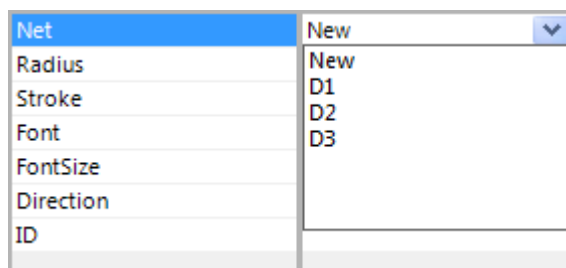 Net
New
Radius
New
Stroke
D1
D2
Font
D3
FontSize
Direction
ID